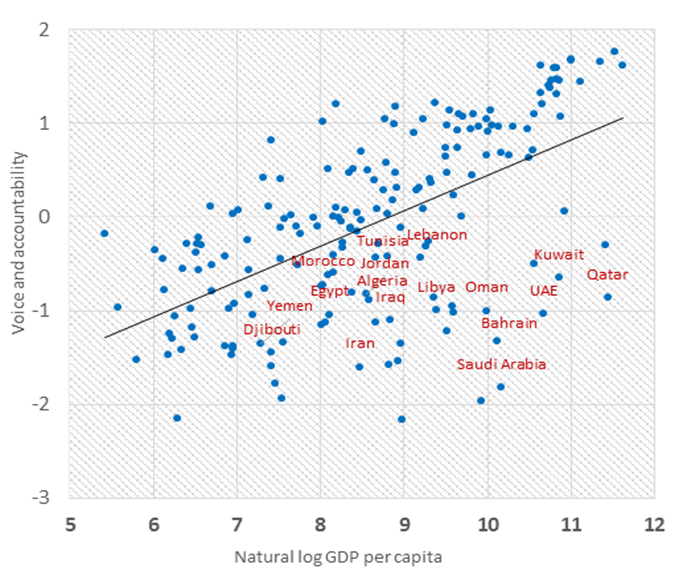 2
1
0
-1
-2
-3
Voice and accountability
Tunisia
Lebanon
Morocco
Jordan
Kuwait
Algeria
Qatar
Egypt
Iraq
Libya
Oman
UAE
Yemen
Djibouti
Bahrain
Iran
Saudi Arabia
5 6 7 8 9 10 11 12
Natural log GDP per capita